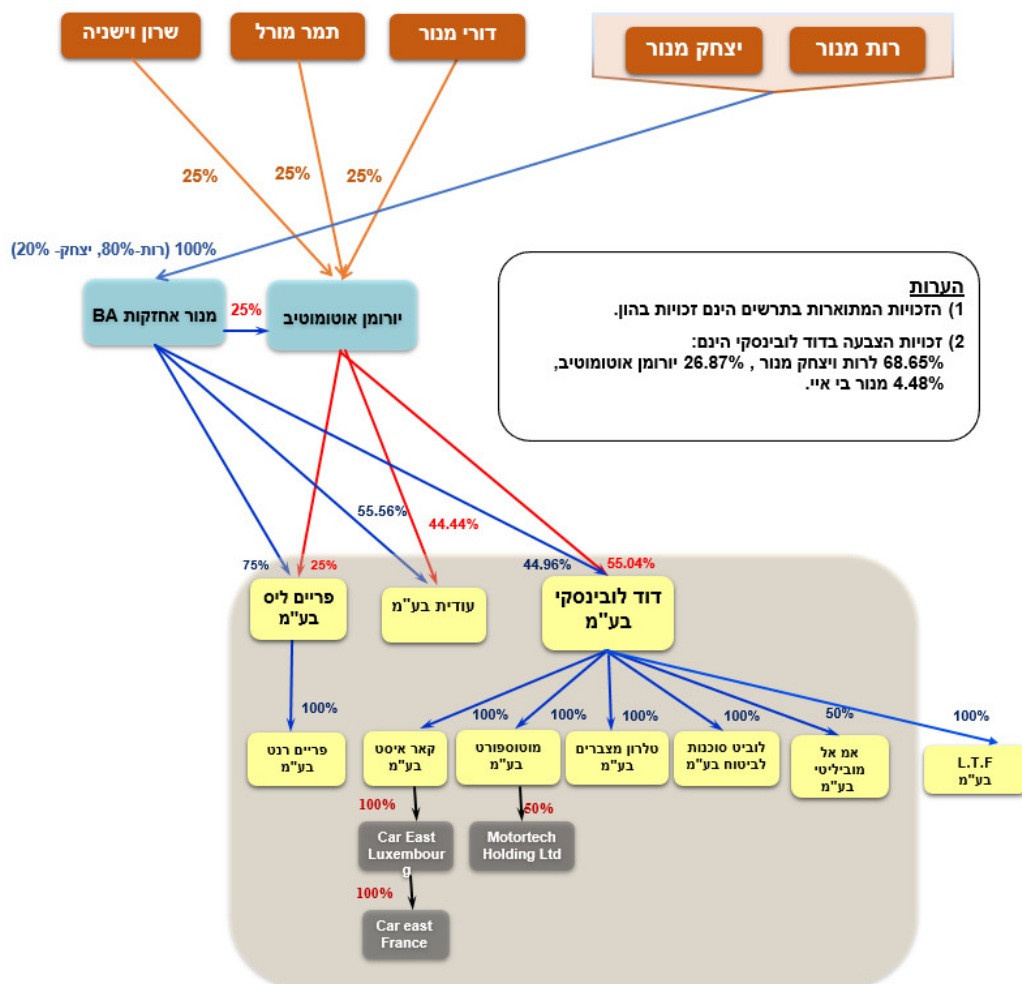 שרון וישניה
תמר מורל
דורי מנור
יצחק מנור
רות מנור
25%
25%
25%
100% (רות-80%, יצחק- 20%)
מנור אחזקות BA
25%
יורומן אוטומוטיב
הערות
1) הזכויות המתוארות בתרשים הינם זכויות בהון.
2) זכויות הצבעה בדוד לובינסקי הינם:
68.65% לרות ויצחק מנור , 26.87% יורומן אוטומוטיב,
4.48% מנור בי איי.
55.56%
44.44%
75%
25%
44.96%
55.04%
פריים ליס
בע"מ
עודית בע"מ
דוד לובינסקי
בע"מ
100%
100%
100%
100%
100%
50%
100%
פריים רנט
בע"מ
קאר איסט
בע"מ
מוטוספורט
בע"מ
טלרון מצברים
בע"מ
לוביט סוכנות
לביטוח בע"מ
אמ אל
מוביליטי
בע"מ
L.T.F
בע"מ
100%
50%
Car East
Luxembour
g
Motortech
Holding Ltd
100%
Car east
France